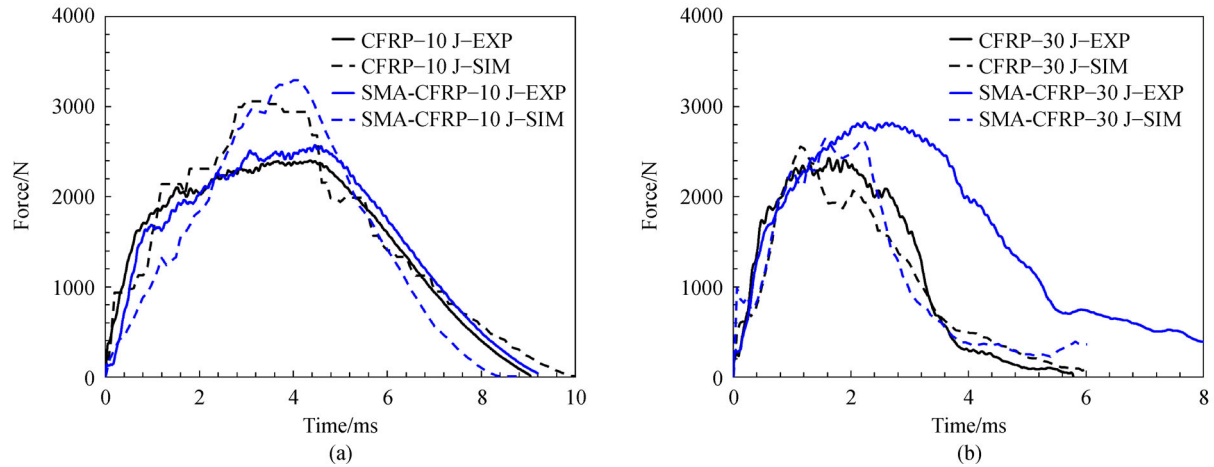 4000
3000
2000
1000
0
Force/N
CFRP−10 J−EXP
CFRP−10 J−SIM
SMA-CFRP−10 J−EXP
SMA-CFRP−10 J−SIM
0 2 4 6 8 10
Time/ms
(a)
4000
3000
2000
1000
0
Force/N
CFRP−30 J−EXP
CFRP−30 J−SIM
SMA-CFRP−30 J−EXP
SMA-CFRP−30 J−SIM
0 2 4 6 8
Time/ms
(b)